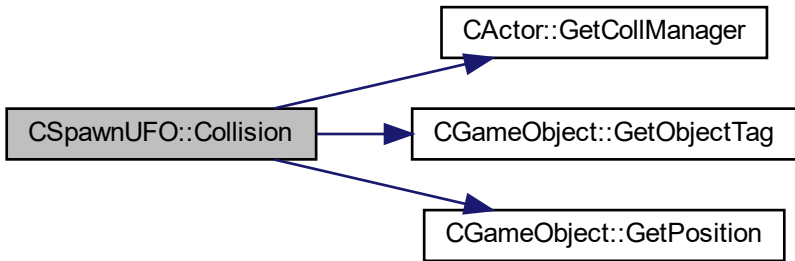 CActor::GetCollManager
CSpawnUFO::Collision
CGameObject::GetObjectTag
CGameObject::GetPosition